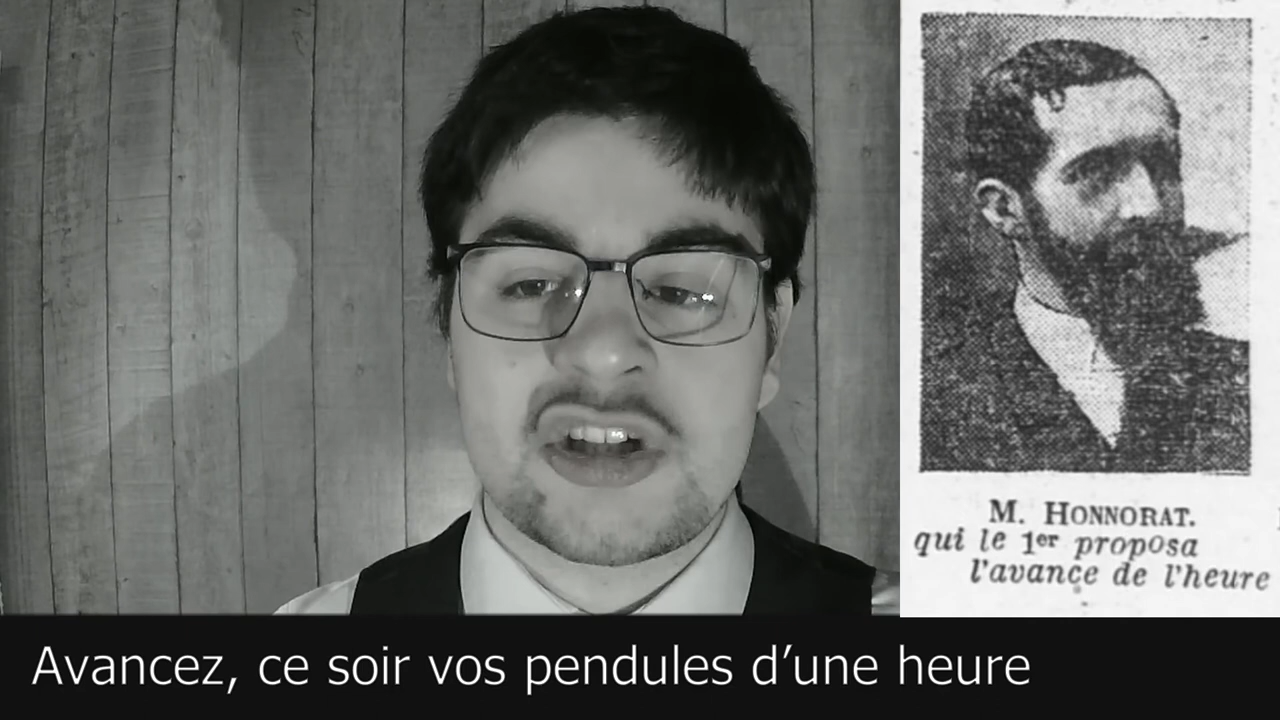 M. HONNORAT.
qui le 1er proposa
l'avance de l'heure
Avancez, ce soir vos pendules d'une heure